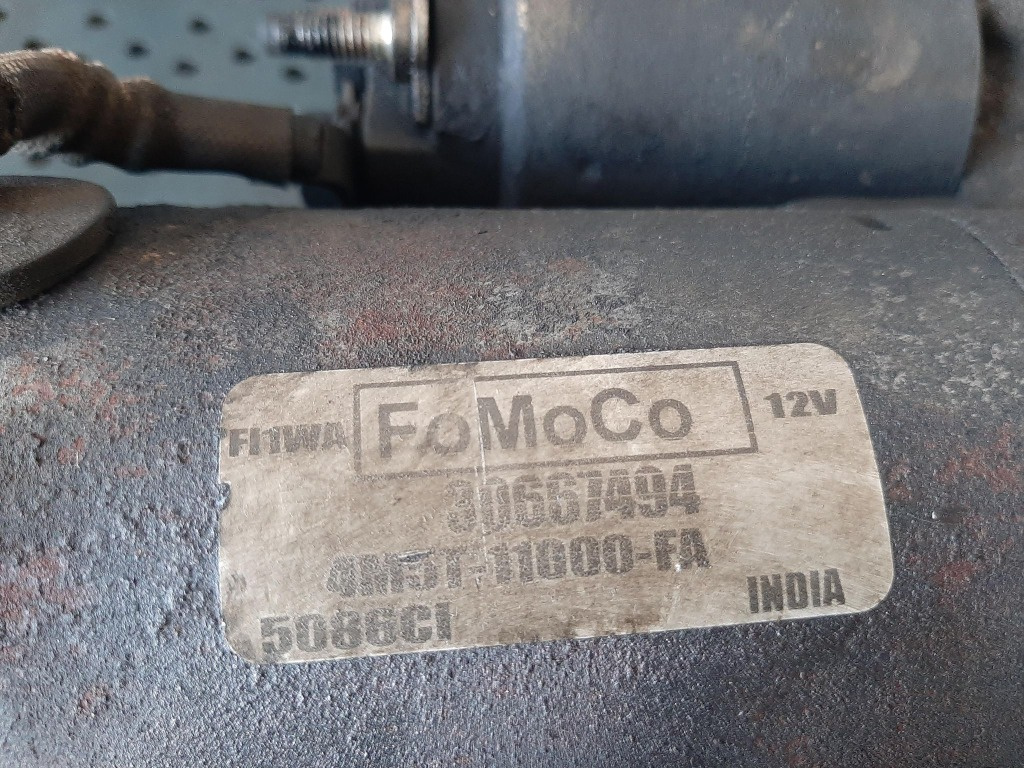 FI1WA FoMoCo 12V
30667494
4M5T-11000-FA
5086CI INDIA